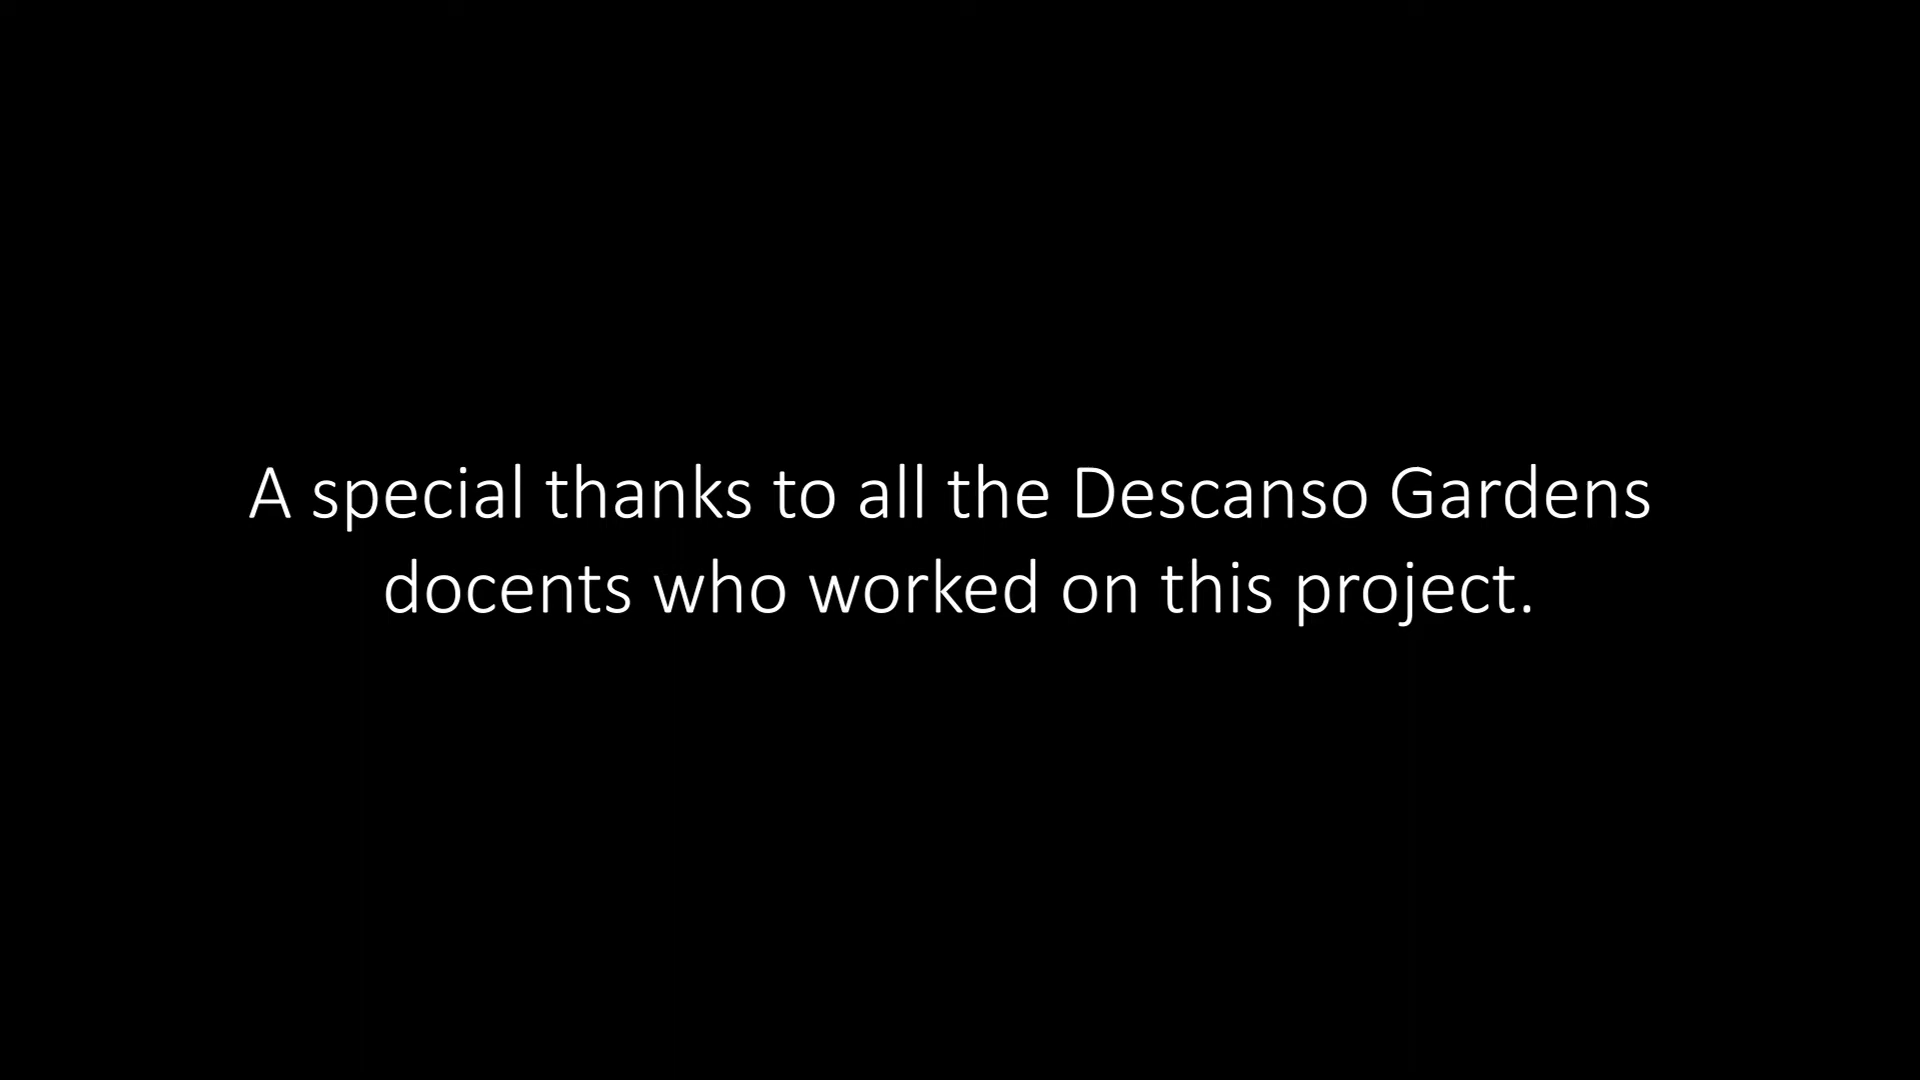 A special thanks to all the Descanso Gardens
docents who worked on this project.